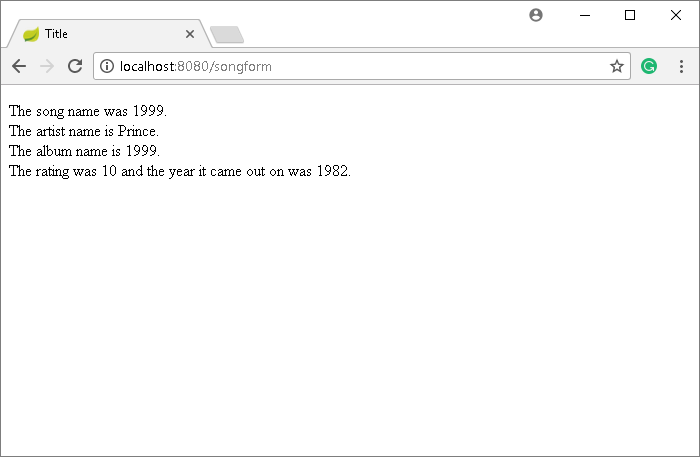 Title
localhost:8080/songform
The song name was 1999.
The artist name is Prince.
The album name is 1999.
The rating was 10 and the year it came out on was 1982.